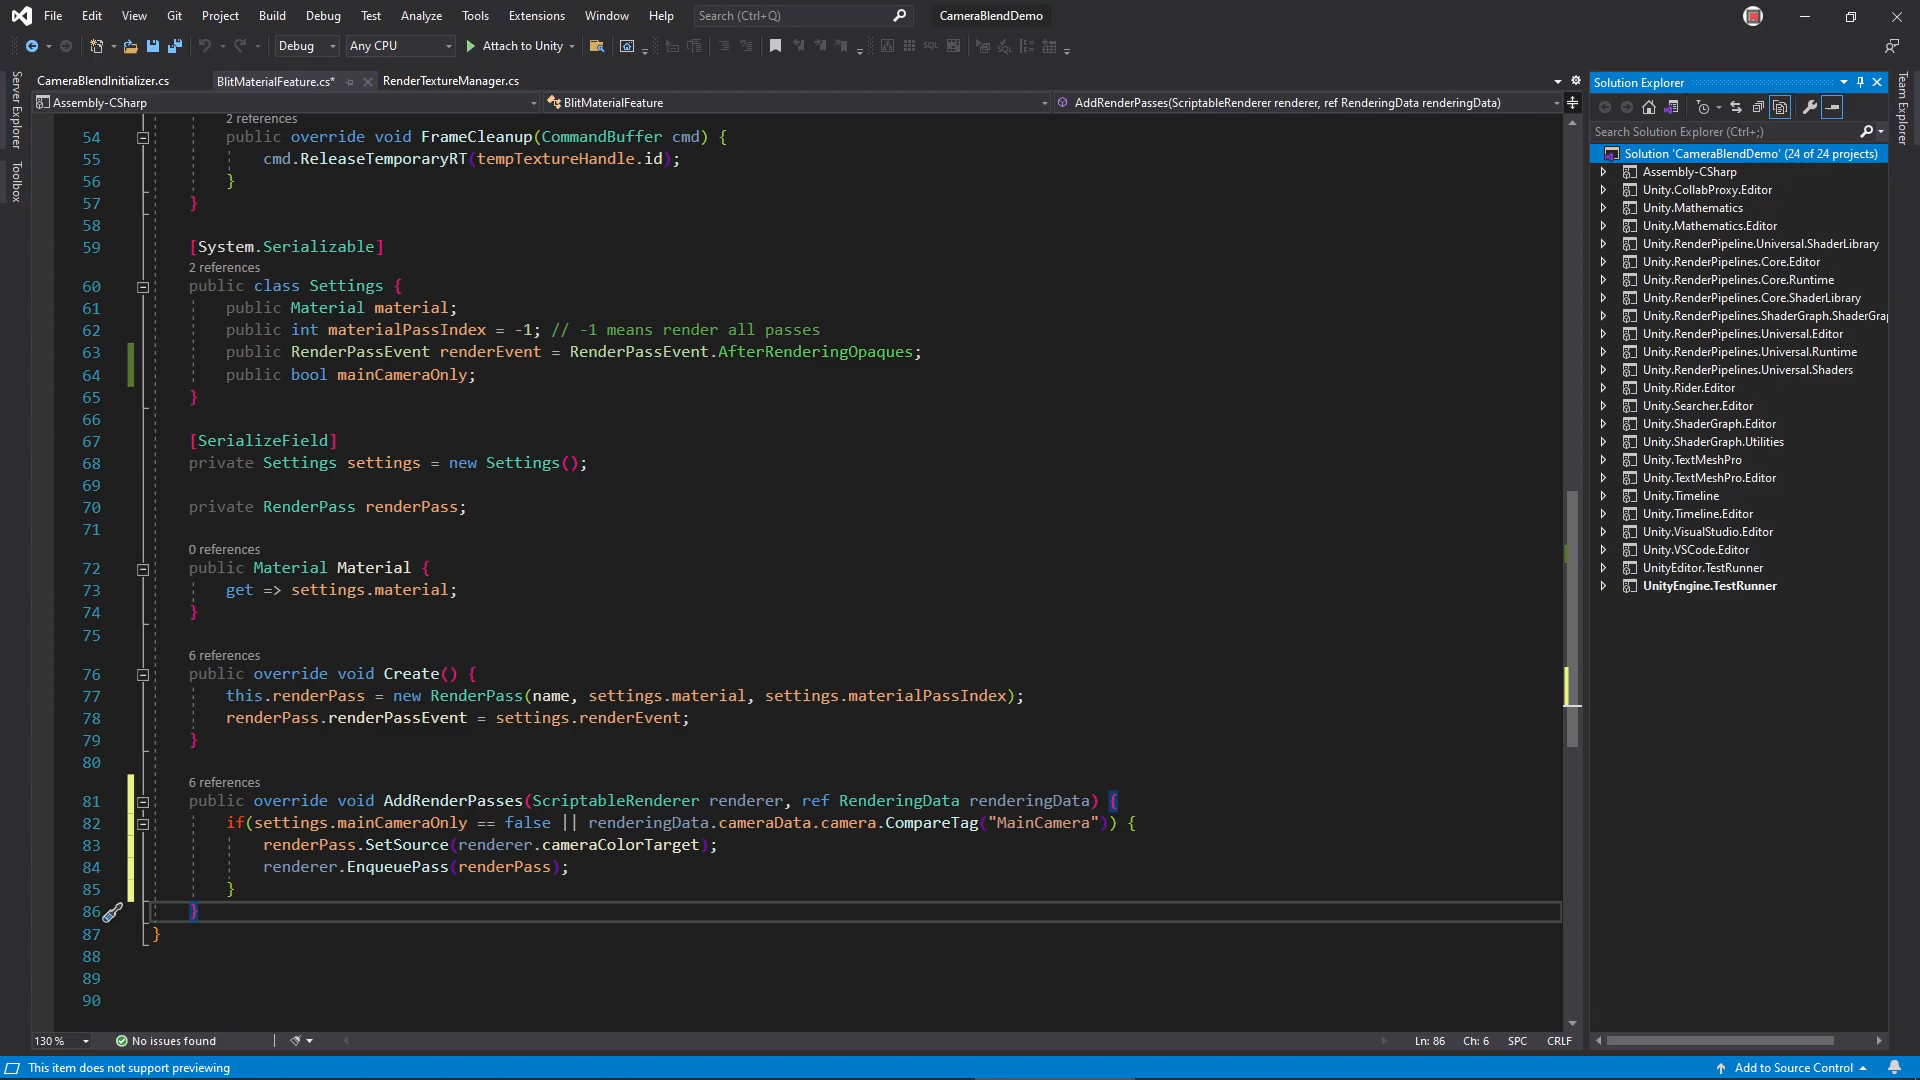 File Edit View Git Project Build Debug Test Analyze Tools Extensions Window Help Search (Ctrl+Q) CameraBlendDemo
Debug Any CPU Attach to Unity
CameraBlendInitializer.cs BlitMaterialFeature.cs* RenderTextureManager.cs
Assembly-CSharp BlitMaterialFeature AddRenderPasses(ScriptableRenderer renderer, ref RenderingData renderingData)
Server Explorer
Toolbox
2 references
54 public override void FrameCleanup(CommandBuffer cmd) {
55 cmd.ReleaseTemporaryRT(tempTextureHandle.id);
56 }
57 }
58
59 [System.Serializable]
2 references
60 public class Settings {
61 public Material material;
62 public int materialPassIndex = -1; // -1 means render all passes
63 public RenderPassEvent renderEvent = RenderPassEvent.AfterRenderingOpaques;
64 public bool mainCameraOnly;
65 }
66
67 [SerializeField]
68 private Settings settings = new Settings();
69
70 private RenderPass renderPass;
71
0 references
72 public Material Material {
73 get => settings.material;
74 }
75
6 references
76 public override void Create() {
77 this.renderPass = new RenderPass(name, settings.material, settings.materialPassIndex);
78 renderPass.renderPassEvent = settings.renderEvent;
79 }
80
6 references
81 public override void AddRenderPasses(ScriptableRenderer renderer, ref RenderingData renderingData) {
82 if(settings.mainCameraOnly == false || renderingData.cameraData.camera.CompareTag("MainCamera")) {
83 renderPass.SetSource(renderer.cameraColorTarget);
84 renderer.EnqueuePass(renderPass);
85 }
86 }
87 }
88
89
90
130 % No issues found Ln: 86 Ch: 6 SPC CRLF
Solution Explorer
Search Solution Explorer (Ctrl+;)
Solution 'CameraBlendDemo' (24 of 24 projects)
Assembly-CSharp
Unity.CollabProxy.Editor
Unity.Mathematics
Unity.Mathematics.Editor
Unity.RenderPipeline.Universal.ShaderLibrary
Unity.RenderPipelines.Core.Editor
Unity.RenderPipelines.Core.Runtime
Unity.RenderPipelines.Core.ShaderLibrary
Unity.RenderPipelines.ShaderGraph.ShaderGra
Unity.RenderPipelines.Universal.Editor
Unity.RenderPipelines.Universal.Runtime
Unity.RenderPipelines.Universal.Shaders
Unity.Rider.Editor
Unity.Searcher.Editor
Unity.ShaderGraph.Editor
Unity.ShaderGraph.Utilities
Unity.TextMeshPro
Unity.TextMeshPro.Editor
Unity.Timeline
Unity.Timeline.Editor
Unity.VisualStudio.Editor
Unity.VSCode.Editor
UnityEditor.TestRunner
UnityEngine.TestRunner
Team Explorer
This item does not support previewing Add to Source Control